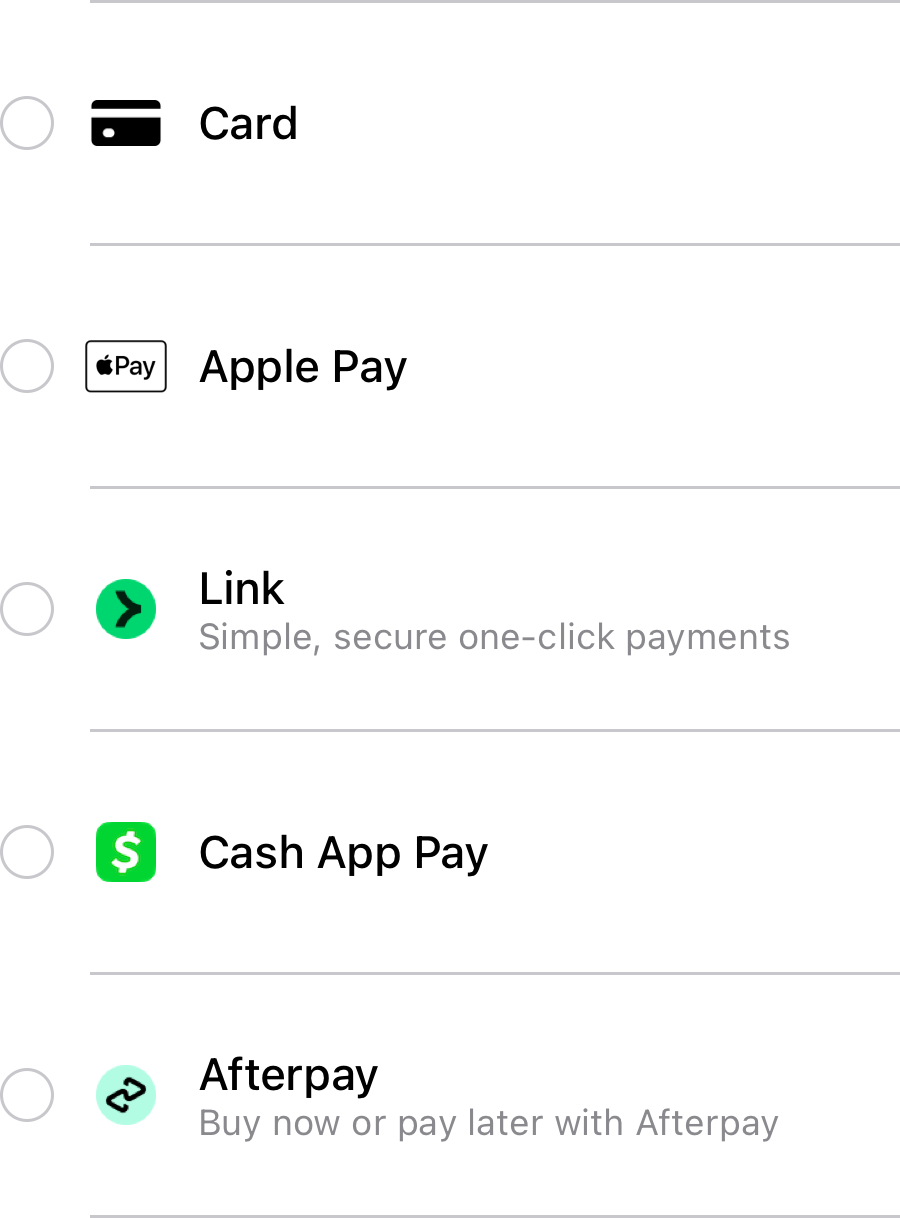 Card
Pay
Apple Pay
Link
Simple, secure one-click payments
$
Cash App Pay
Afterpay
Buy now or pay later with Afterpay